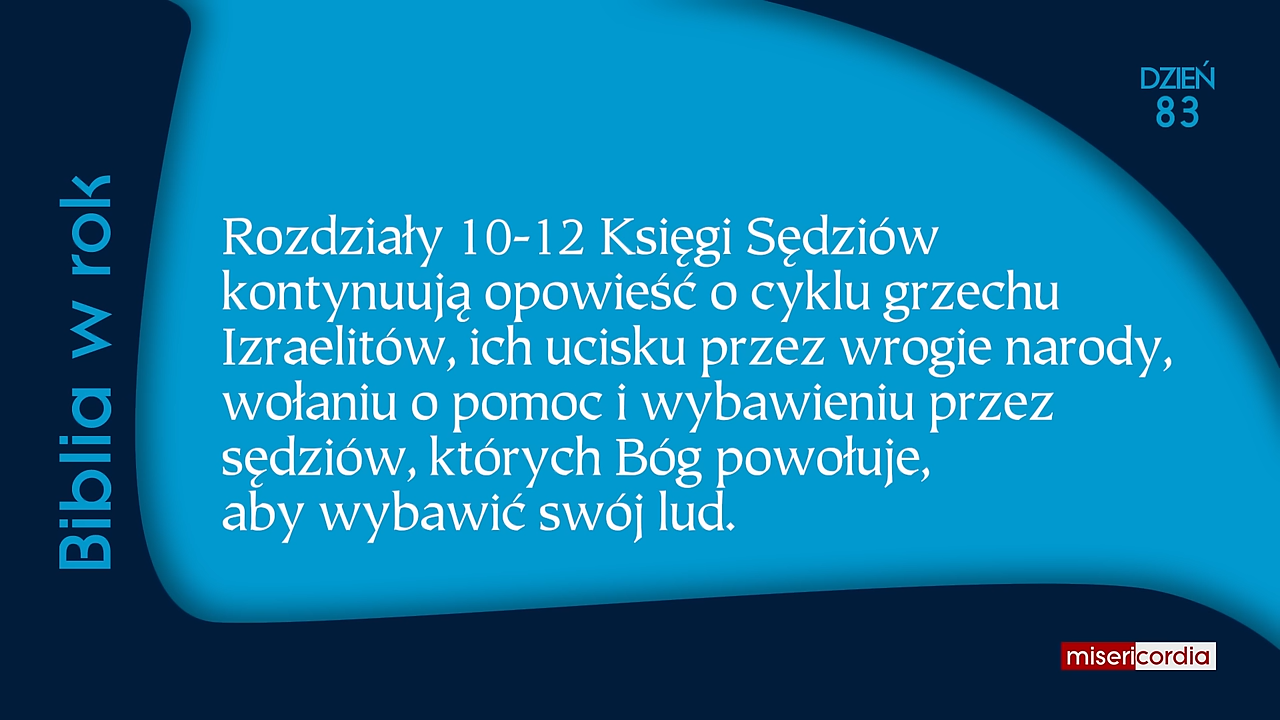 Biblia w rok
DZIEŃ
83
Rozdziały 10-12 Księgi Sędziów
kontynuują opowieść o cyklu grzechu
Izraelitów, ich ucisku przez wrogie narody,
wołaniu o pomoc i wybawieniu przez
sędziów, których Bóg powołuje,
aby wybawić swój lud.
misericordia